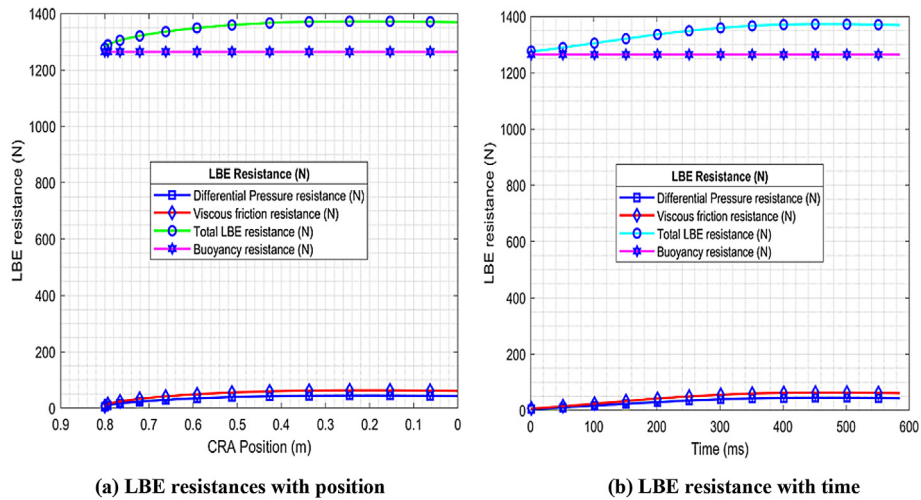 1400
1200
1000
800
600
400
200
0
LBE resistance (N)
LBE Resistance (N)
Differential Pressure resistance (N)
Viscous friction resistance (N)
Total LBE resistance (N)
Buoyancy resistance (N)
0.9 0.8 0.7 0.6 0.5 0.4 0.3 0.2 0.1 0
CRA Position (m)
(a) LBE resistances with position
1400
1200
1000
800
600
400
200
0
LBE resistance (N)
LBE Resistance (N)
Differential Pressure resistance (N)
Viscous friction resistance (N)
Total LBE resistance (N)
Buoyancy resistance (N)
0 100 200 300 400 500 600
Time (ms)
(b) LBE resistance with time